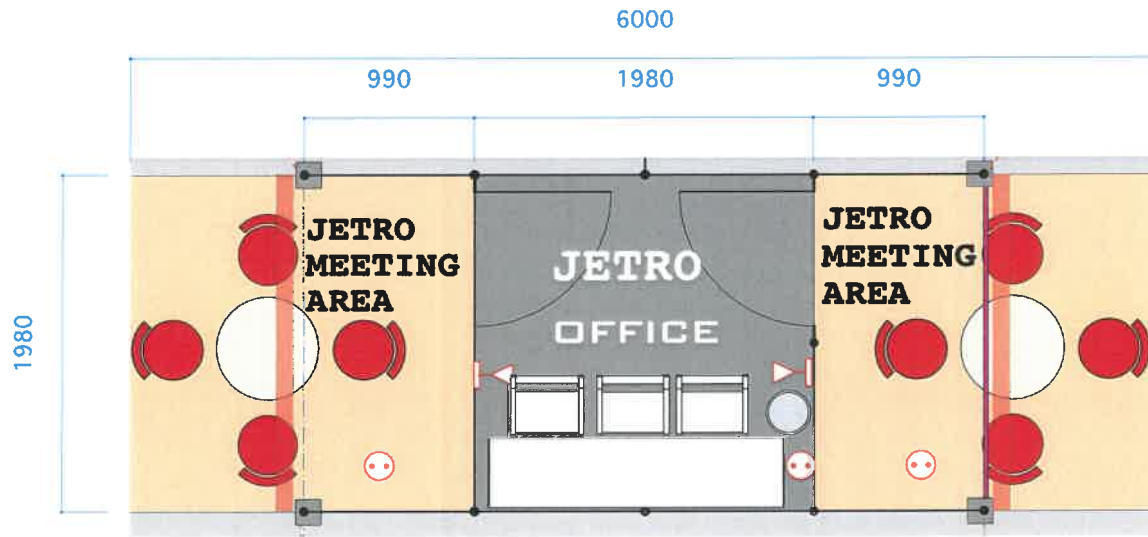 6000
990
1980
990
JETRO
MEETING
AREA
JETRO
OFFICE
JETRO
MEETING
AREA
1980